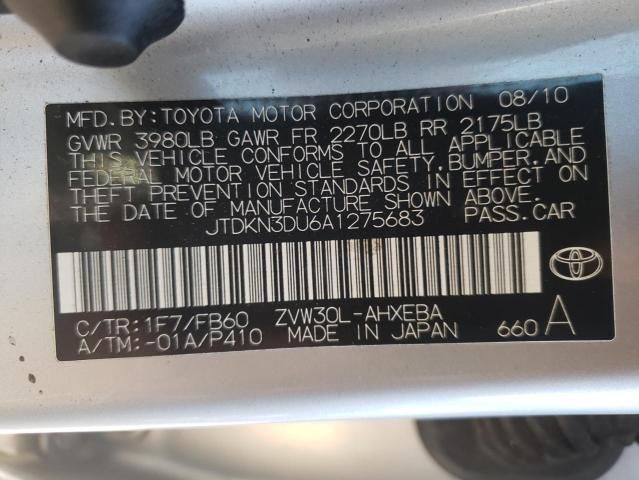 MFD.BY:TOYOTA MOTOR CORPORATION 08/10
GVWR 3980LB GAWR FR 2270LB RR 2175LB
THIS VEHICLE CONFORMS TO ALL APPLICABLE
FEDERAL MOTOR VEHICLE SAFETY,BUMPER,AND
THEFT PREVENTION STANDARDS IN EFFECT ON
THE DATE OF MANUFACTURE SHOWN ABOVE.
JTDKN3DU6A1275683 PASS.CAR
C/TR:1F7/FB60 ZVW30L-AHXEBA
A/TM:-01A/P410 MADE IN JAPAN 660 A